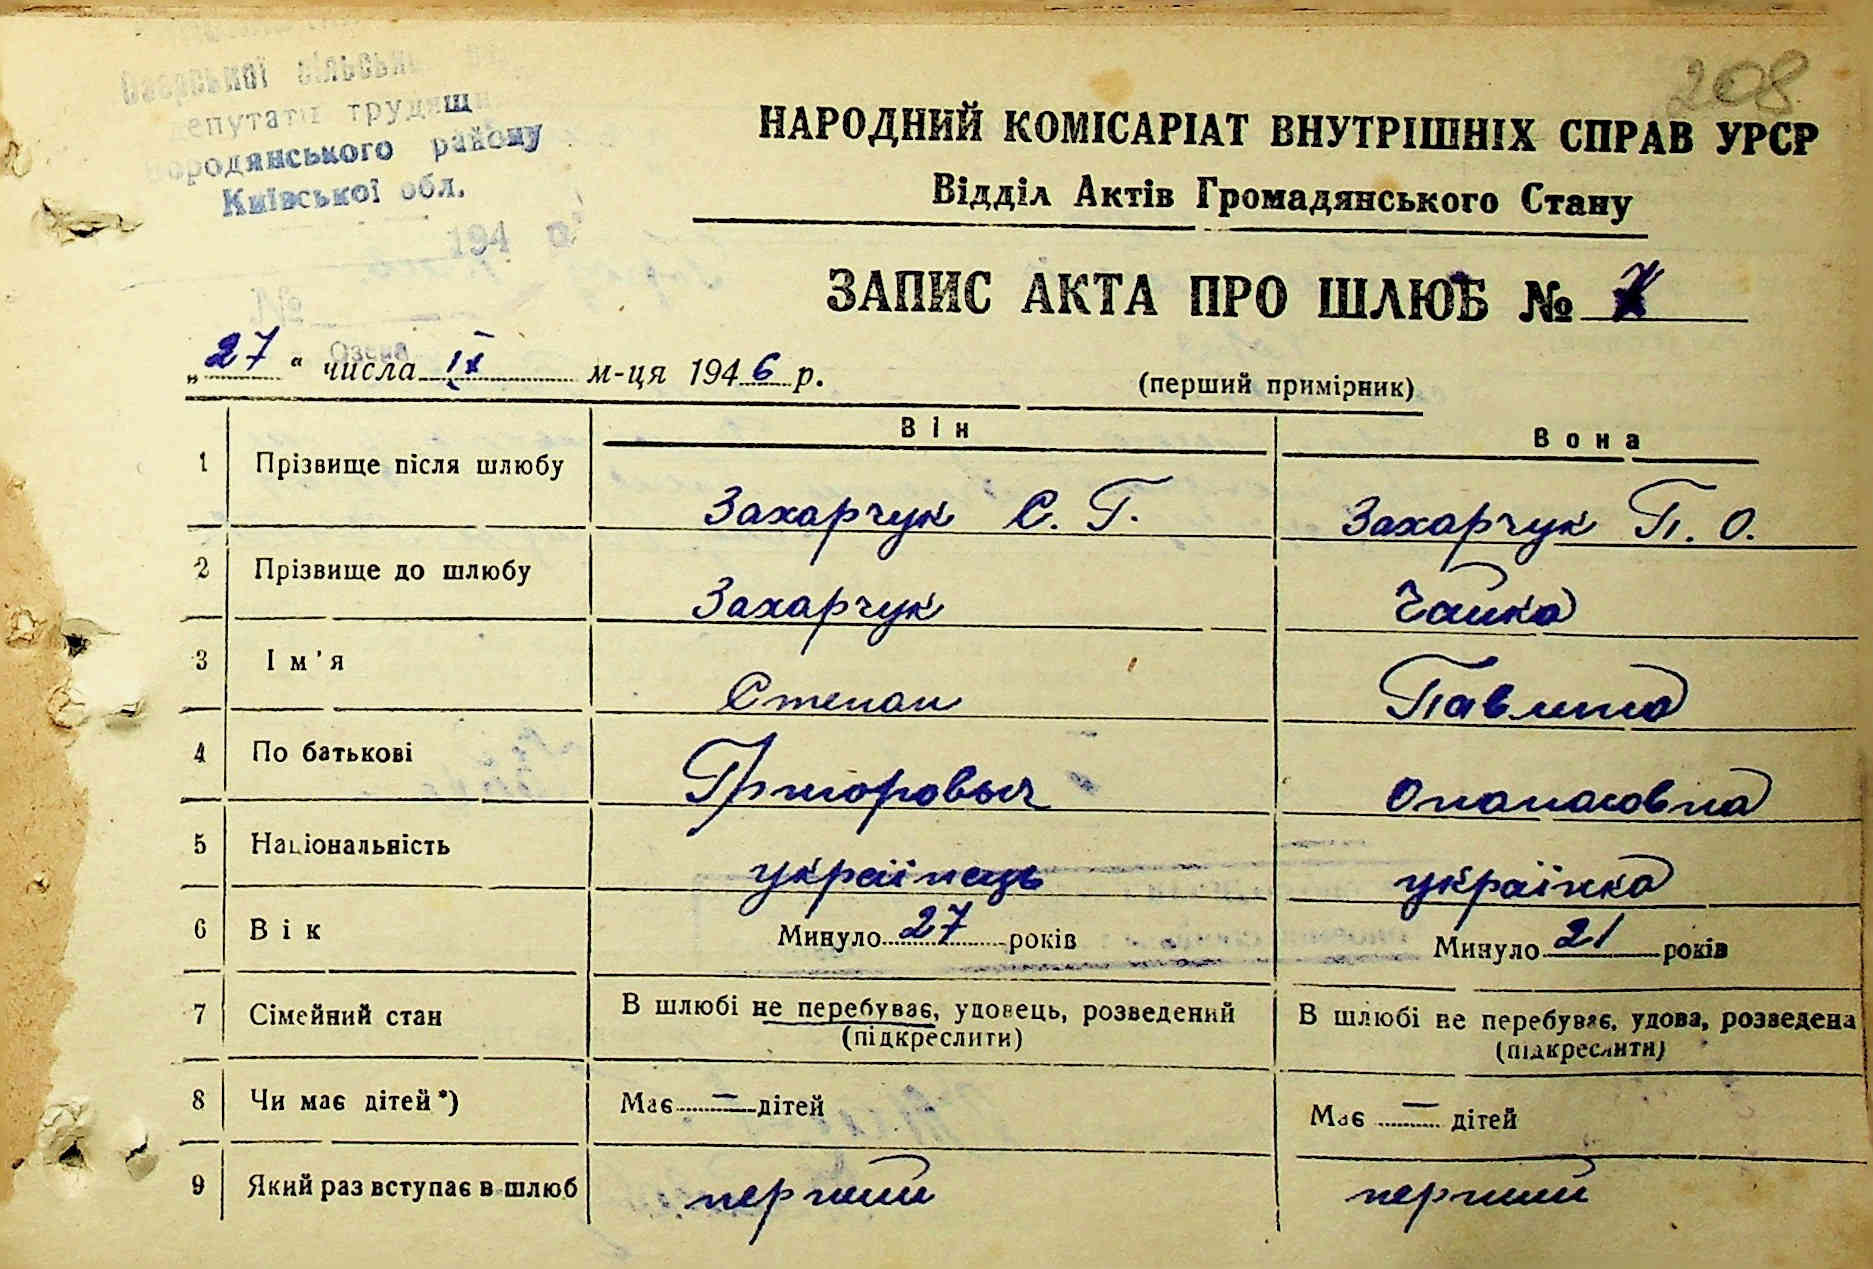 208
Озерської сільської
депутатів трудящ
Бородянського району
Київської обл.
194 р.
№
НАРОДНИЙ КОМІСАРІАТ ВНУТРІШНІХ СПРАВ УРСР
Відділ Актів Громадянського Стану
ЗАПИС АКТА ПРО ШЛЮБ №
„27“ числа ІХ м-ця 1946 р.
(перший примірник)
Він Вона
1 Прізвище після шлюбу Захарчук С. Г. Захарчук П. О.
2 Прізвище до шлюбу Захарчук Чайка
3 Ім'я Степан Павлина
4 По батькові Григорович Опанасовна
5 Національність українець українка
6 Вік Минуло 27 років Минуло 21 років
7 Сімейний стан В шлюбі не перебуває, удовець, розведений В шлюбі не перебуває, удова, розведена
(підкреслити) (підкреслити)
8 Чи має дітей*) Має — дітей Має — дітей
9 Який раз вступає в шлюб перший перший